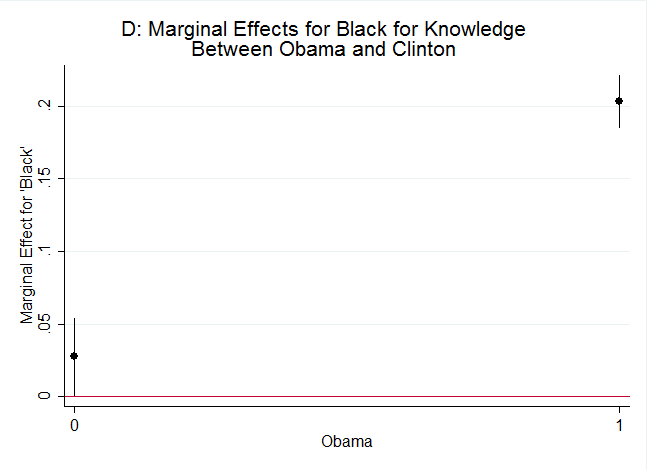 D: Marginal Effects for Black for Knowledge
Between Obama and Clinton
Marginal Effect for 'Black'
.2
.15
.1
.05
0
0
1
Obama